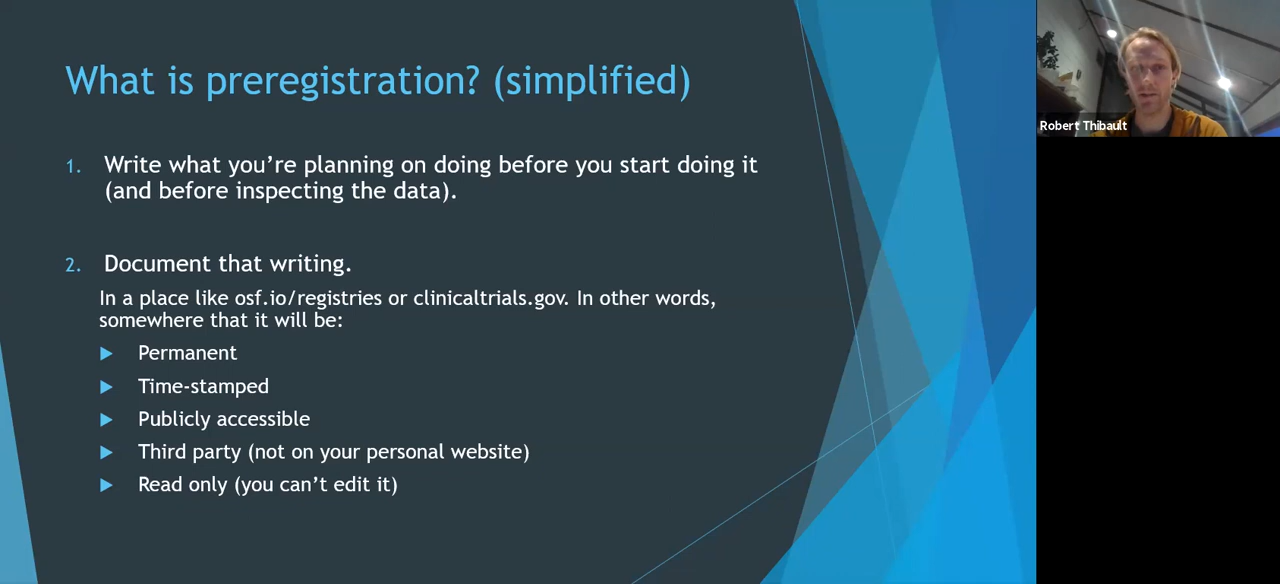 What is preregistration? (simplified)
1. Write what you’re planning on doing before you start doing it
(and before inspecting the data).
2. Document that writing.
In a place like osf.io/registries or clinicaltrials.gov. In other words,
somewhere that it will be:
Permanent
Time-stamped
Publicly accessible
Third party (not on your personal website)
Read only (you can’t edit it)
Robert Thibault